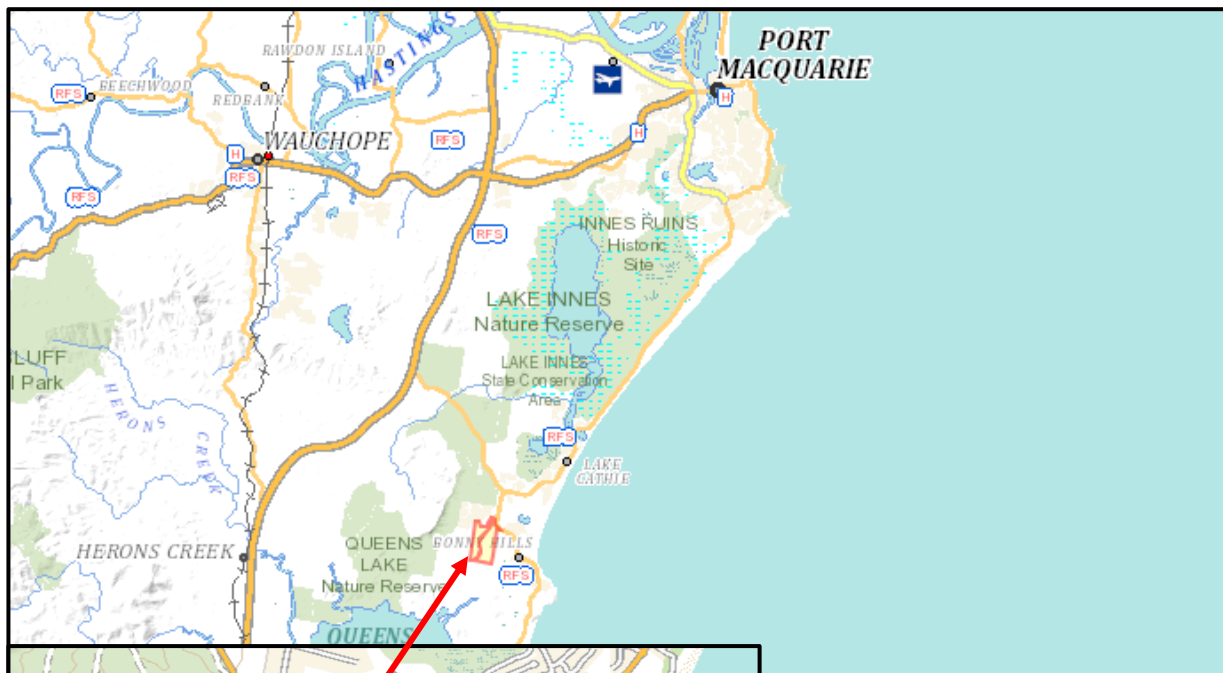 PORT
MACQUARIE
RAWDON ISLAND
HASTINGS
BEECHWOOD
RFS
REDBANK
H
H
WAUCHOPE
RFS
H
RFS
RFS
INNES RUINS
Historic
Site
RFS
LAKE INNES
Nature Reserve
LUFF
l Park
LAKE INNES
State Conservation
Area
HERONS
CREEK
RFS
LAKE
CATHIE
HERONS CREEK
QUEENS
LAKE
Nature Reserve
BONNY HILLS
RFS
QUEENS